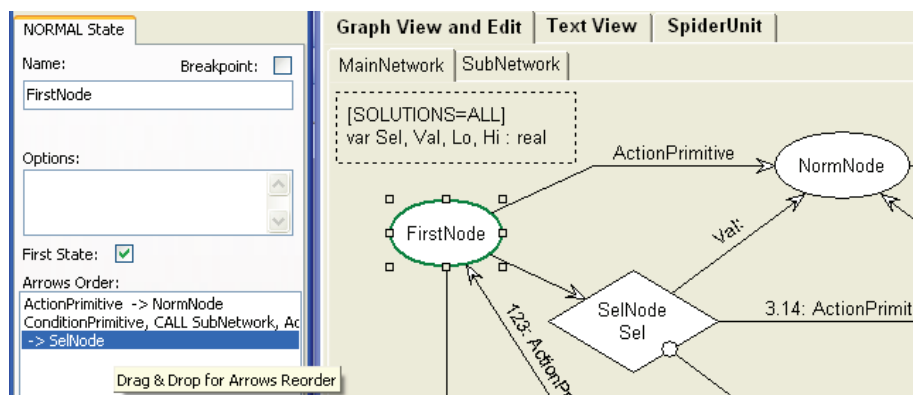 NORMAL State
Name:
Breakpoint:
FirstNode
Options:
First State:
Arrows Order:
ActionPrimitive -> NormNode
ConditionPrimitive, CALL SubNetwork, Ac
-> SelNode
Drag & Drop for Arrows Reorder
Graph View and Edit
Text View
SpiderUnit
MainNetwork
SubNetwork
[SOLUTIONS=ALL]
var Sel, Val, Lo, Hi : real
ActionPrimitive
NormNode
FirstNode
Val:
SelNode
Sel
3.14: ActionPrimit
123: ActionPr